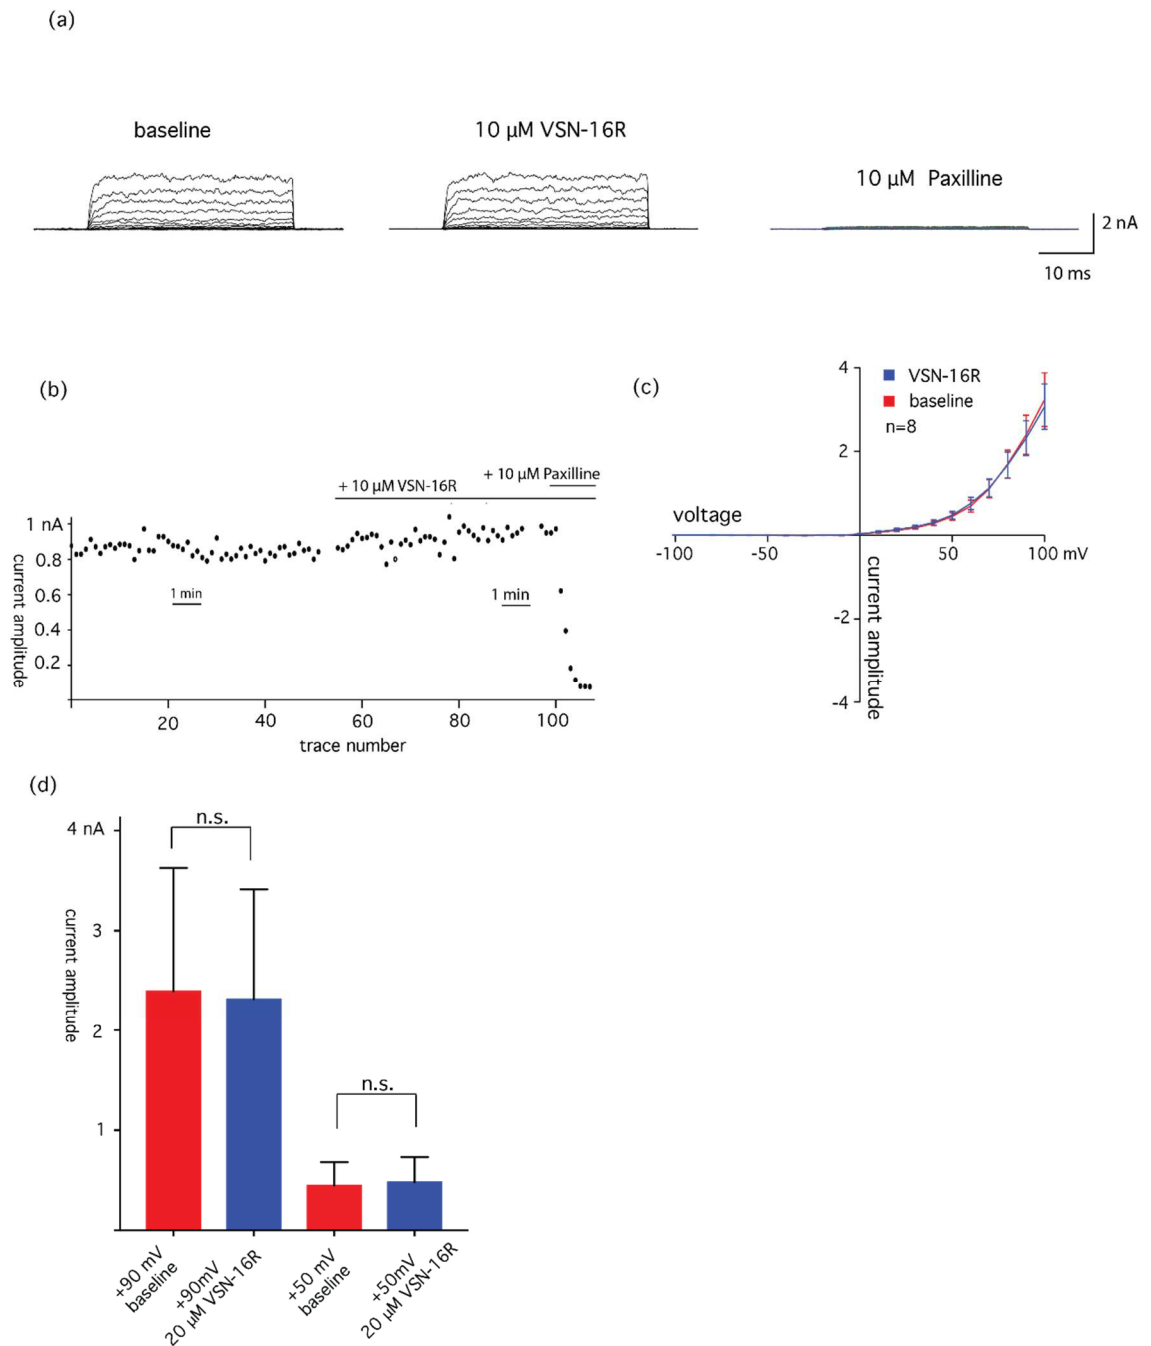 (a)
baseline
10 µM VSN-16R
10 µM Paxilline
2 nA
10 ms
(b)
+ 10 µM VSN-16R
+ 10 µM Paxilline
1 nA
0.8
0.6
0.4
0.2
current amplitude
1 min
1 min
20
40
60
80
100
trace number
(c)
VSN-16R
baseline
n=8
4
2
-2
-4
voltage
-100
-50
50
100 mV
current amplitude
(d)
4 nA
3
2
1
current amplitude
n.s.
n.s.
+90 mV
baseline
+90mV
20 µM VSN-16R
+50 mV
baseline
+50mV
20 µM VSN-16R